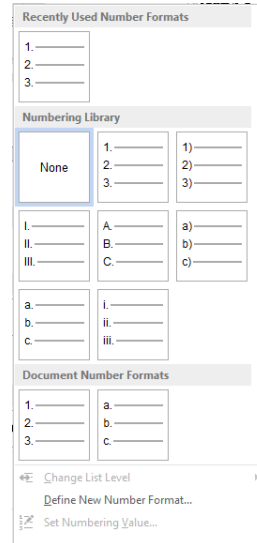 Recently Used Number Formats
1.
2.
3.
Numbering Library
None
1.
2.
3.
1)
2)
3)
I.
II.
III.
A.
B.
C.
a)
b)
c)
a.
b.
c.
i.
ii.
iii.
Document Number Formats
1.
2.
3.
a.
b.
c.
Change List Level
Define New Number Format...
Set Numbering Value...